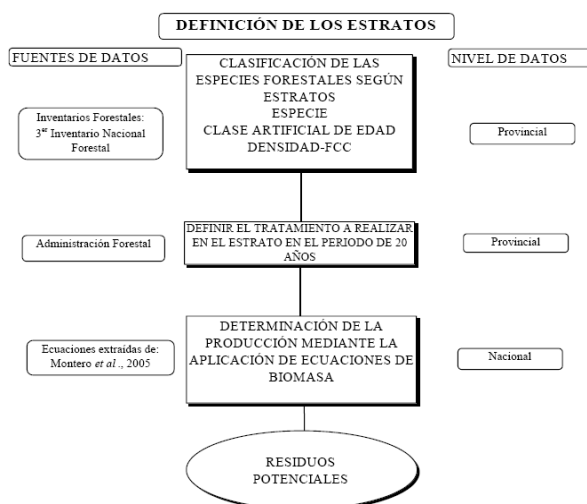 DEFINICIÓN DE LOS ESTRATOS
FUENTES DE DATOS
NIVEL DE DATOS
CLASIFICACIÓN DE LAS
ESPECIES FORESTALES SEGÚN
ESTRATOS
ESPECIE
CLASE ARTIFICIAL DE EDAD
DENSIDAD-FCC
Inventarios Forestales:
3er Inventario Nacional
Forestal
Provincial
DEFINIR EL TRATAMIENTO A REALIZAR
EN EL ESTRATO EN EL PERIODO DE 20
AÑOS
Administración Forestal
Provincial
DETERMINACIÓN DE LA
PRODUCCIÓN MEDIANTE LA
APLICACIÓN DE ECUACIONES DE
BIOMASA
Ecuaciones extraídas de:
Montero et al ., 2005
Nacional
RESIDUOS
POTENCIALES